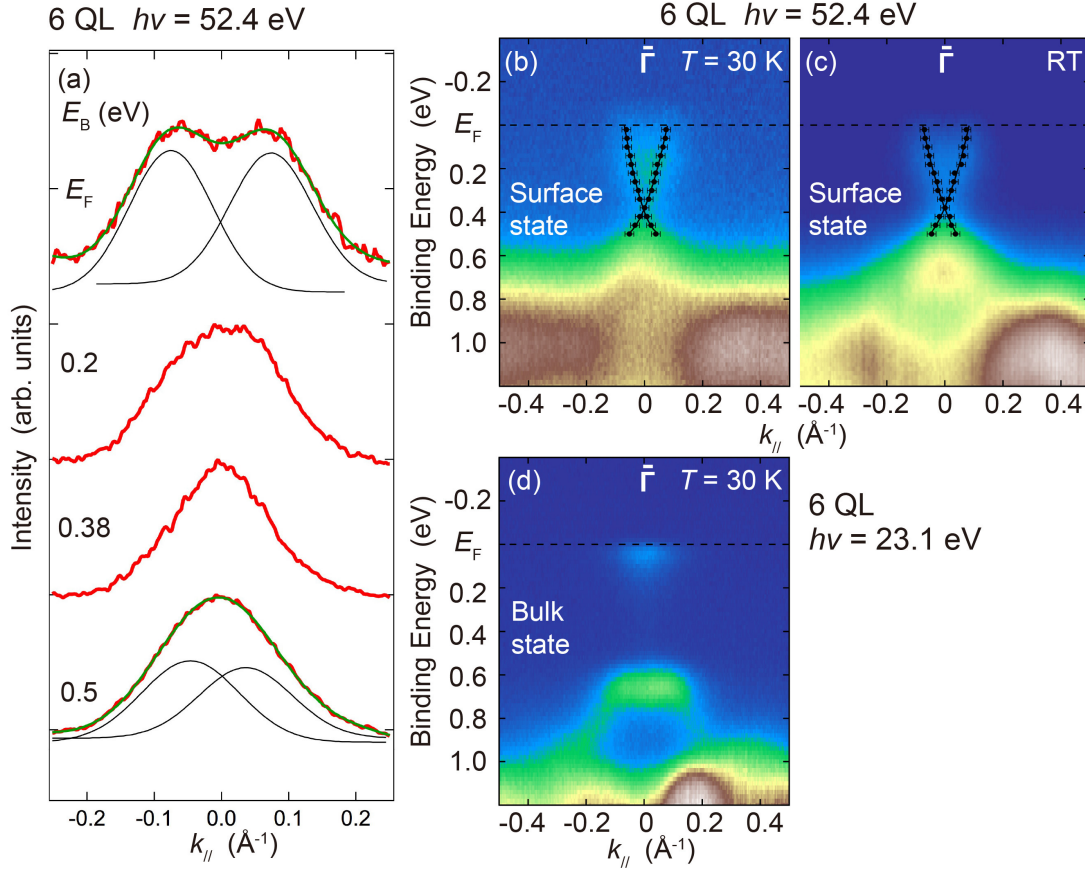 6 QL hν = 52.4 eV
(a)
E_B (eV)
E_F
0.2
0.38
0.5
Intensity (arb. units)
-0.2 -0.1 0.0 0.1 0.2
k_// (Å⁻¹)
6 QL hν = 52.4 eV
(b) Γ̄ T = 30 K
-0.2
E_F
0.2
0.4
0.6
0.8
1.0
Binding Energy (eV)
Surface
state
-0.4 -0.2 0 0.2 0.4
(c) Γ̄ RT
Surface
state
-0.4 -0.2 0 0.2 0.4
k_// (Å⁻¹)
(d) Γ̄ T = 30 K
-0.2
E_F
0.2
0.4
0.6
0.8
1.0
Binding Energy (eV)
Bulk
state
-0.4 -0.2 0 0.2 0.4
k_// (Å⁻¹)
6 QL
hν = 23.1 eV